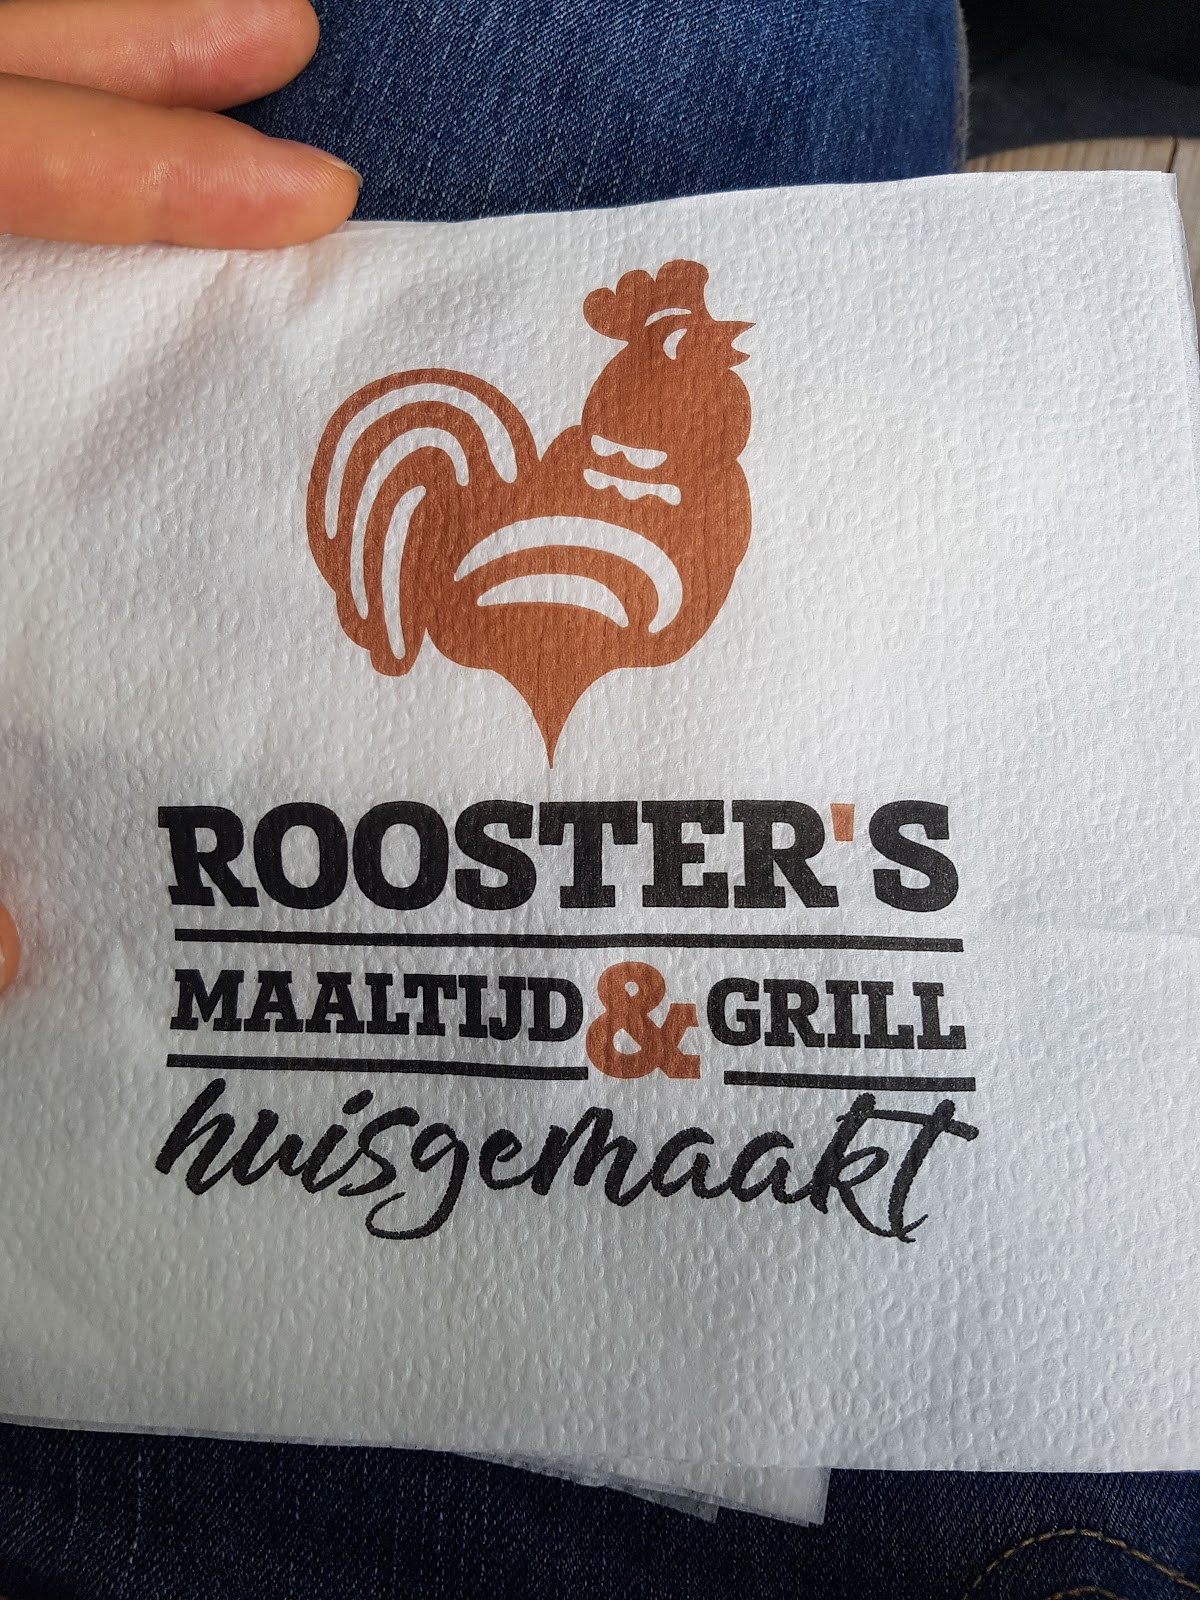 ROOSTER'S
MAALTIJD & GRILL
huisgemaakt